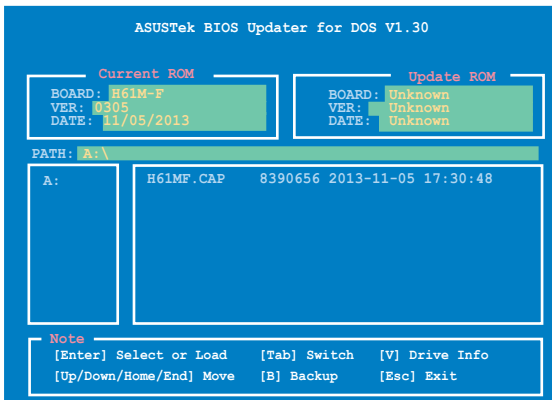 ASUSTek BIOS Updater for DOS V1.30
Current ROM
BOARD: H61M-F
VER: 0305
DATE: 11/05/2013
Update ROM
BOARD: Unknown
VER: Unknown
DATE: Unknown
PATH: A:\
A:
H61MF.CAP 8390656 2013-11-05 17:30:48
Note
[Enter] Select or Load [Tab] Switch [V] Drive Info
[Up/Down/Home/End] Move [B] Backup [Esc] Exit